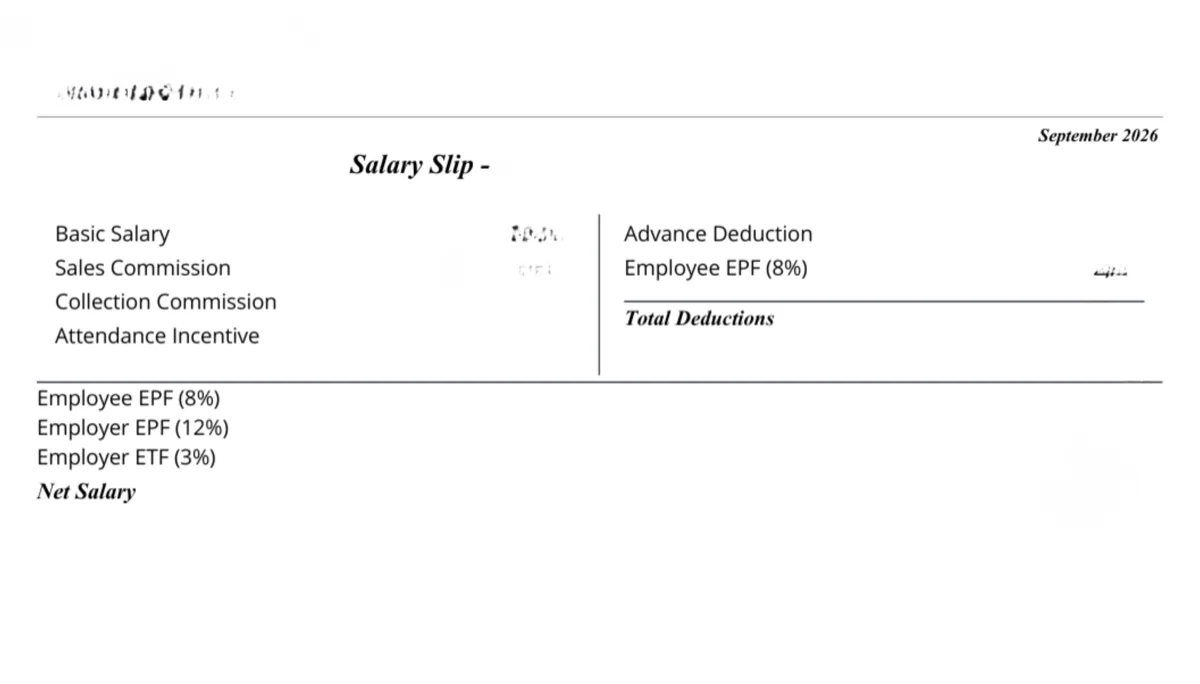 September 2026
Salary Slip -
Basic Salary
Sales Commission
Collection Commission
Attendance Incentive
Advance Deduction
Employee EPF (8%)
Total Deductions
Employee EPF (8%)
Employer EPF (12%)
Employer ETF (3%)
Net Salary